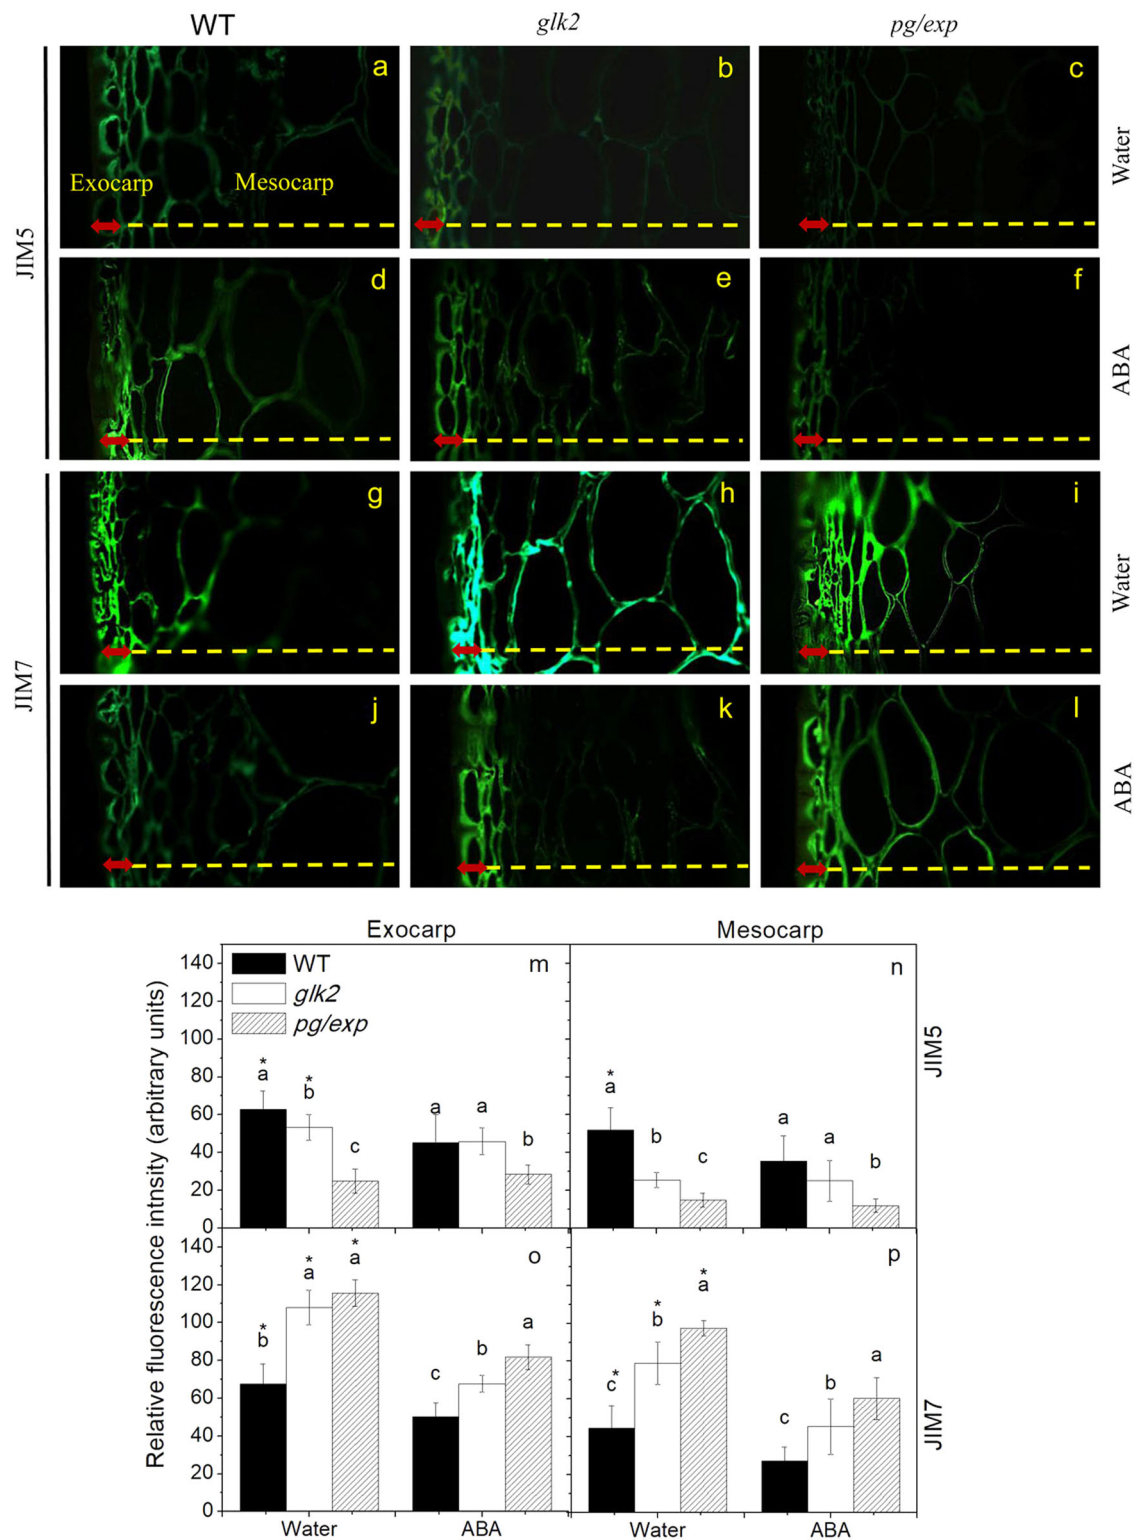 WT glk2 pg/exp
a b c
Exocarp Mesocarp
Water
JIM5
d e f
ABA
g h i
Water
JIM7
j k l
ABA
Exocarp Mesocarp
140 WT m n
120 glk2
100 pg/exp
80
60
40
20
0
* a * b c a a b
* a b c a a b
JIM5
Relative fluorescence intnsity (arbitrary units)
140 o p
120
100
80
60
40
20
0
* b * a * a c b a
* c * b * a c b a
JIM7
Water ABA Water ABA